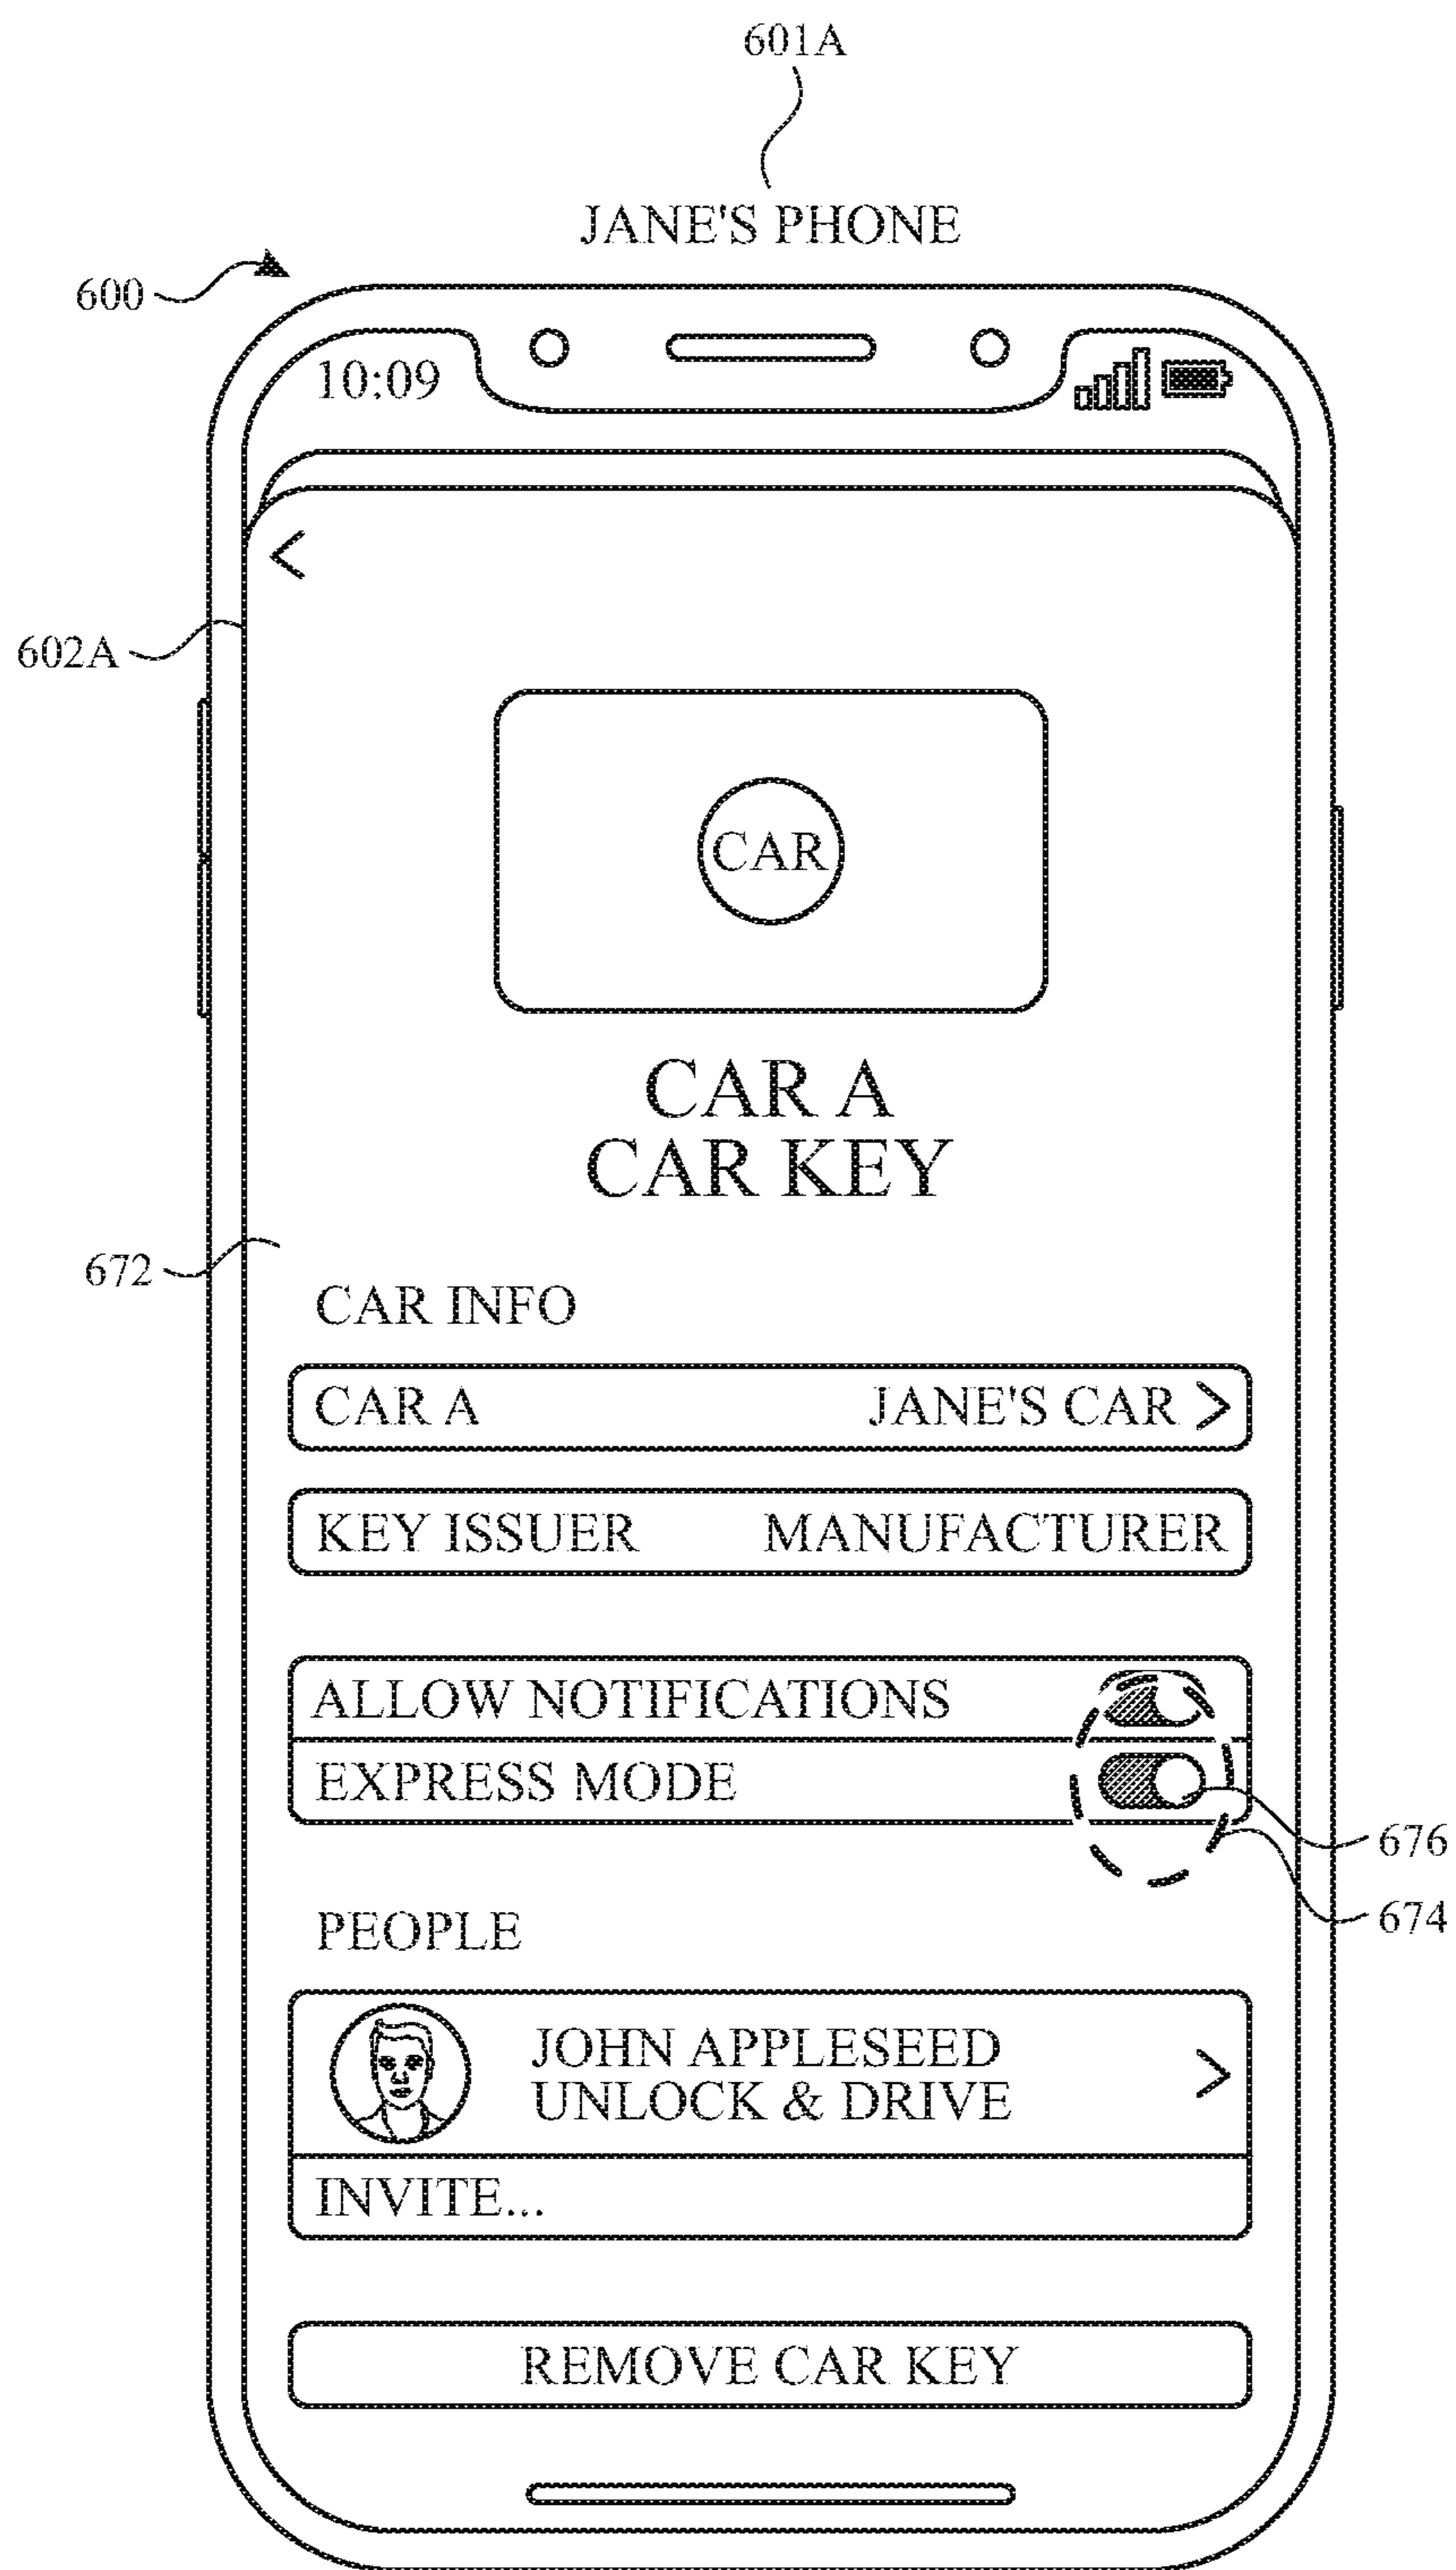 601A
JANE'S PHONE
600
10:09
<
602A
CAR
CAR A
CAR KEY
672
CAR INFO
CAR A JANE'S CAR >
KEY ISSUER MANUFACTURER
ALLOW NOTIFICATIONS
EXPRESS MODE
676
674
PEOPLE
JOHN APPLESEED
UNLOCK & DRIVE >
INVITE...
REMOVE CAR KEY